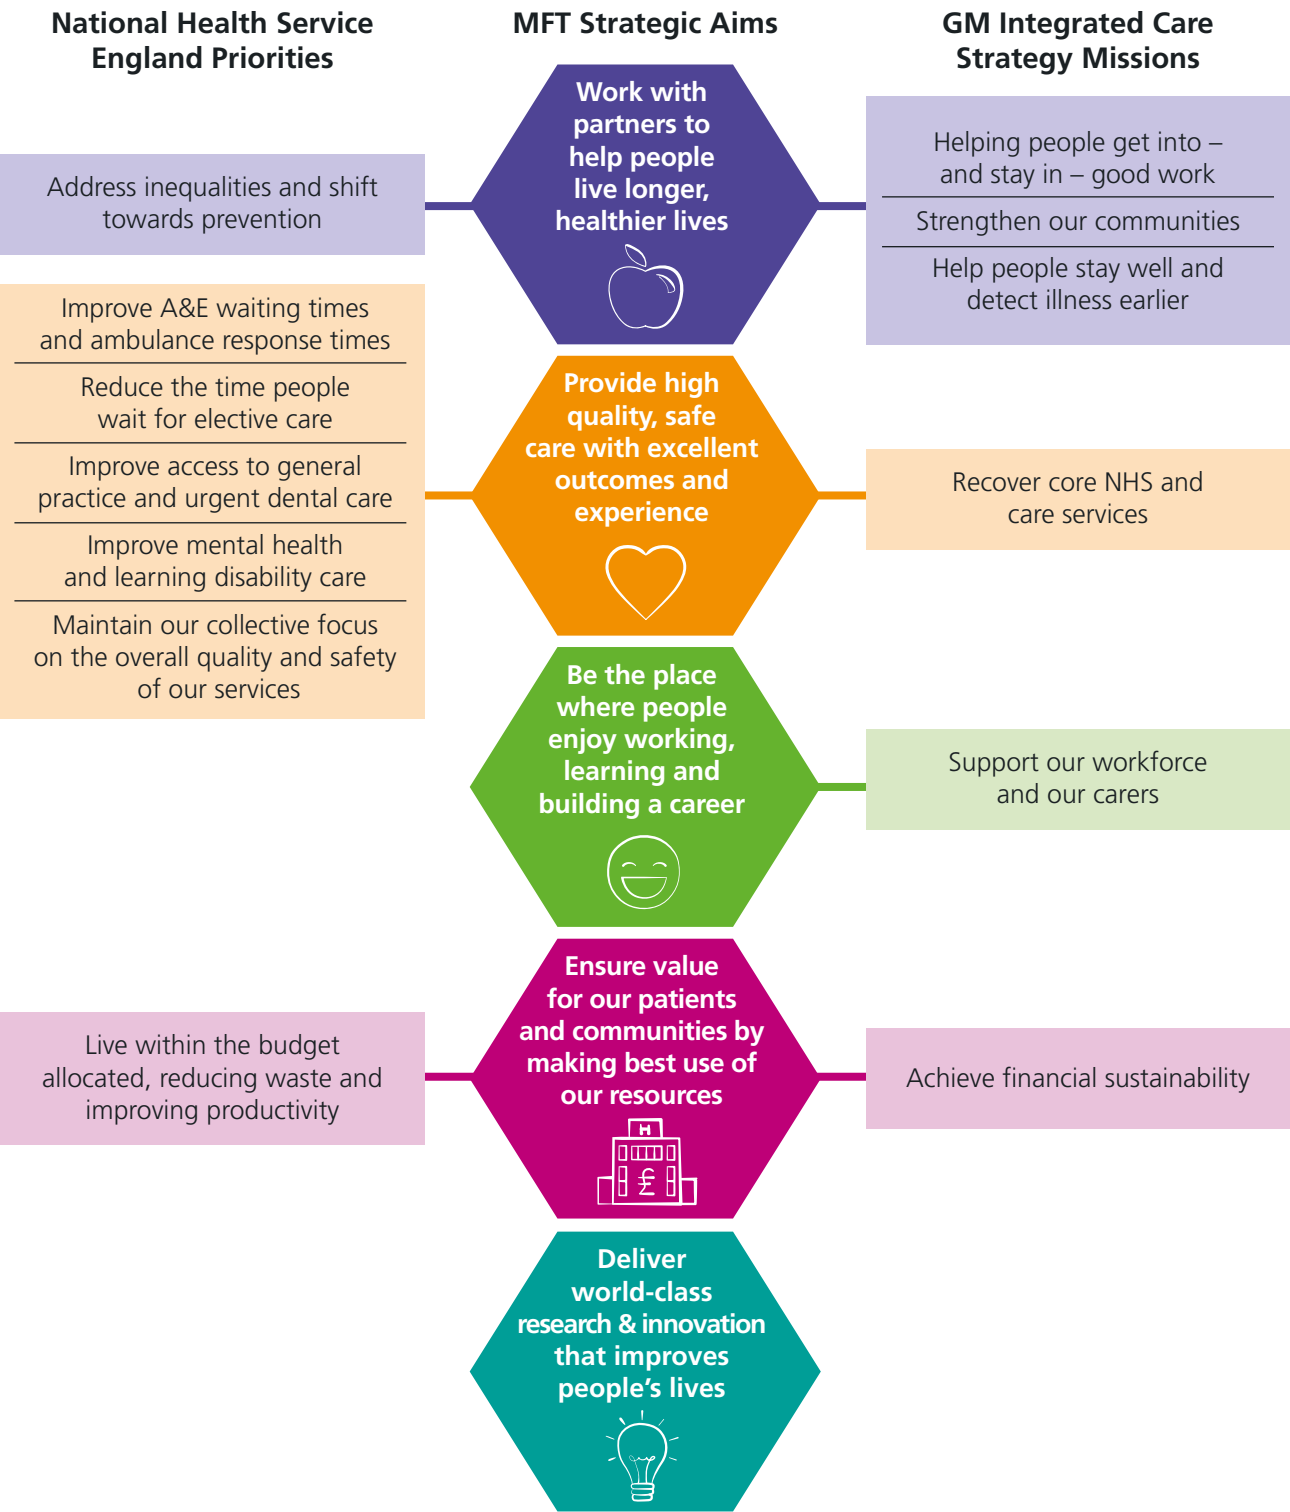 National Health Service
England Priorities
Address inequalities and shift
towards prevention
Improve A&E waiting times
and ambulance response times
Reduce the time people
wait for elective care
Improve access to general
practice and urgent dental care
Improve mental health
and learning disability care
Maintain our collective focus
on the overall quality and safety
of our services
Live within the budget
allocated, reducing waste and
improving productivity
MFT Strategic Aims
Work with
partners to
help people
live longer,
healthier lives
Provide high
quality, safe
care with excellent
outcomes and
experience
Be the place
where people
enjoy working,
learning and
building a career
Ensure value
for our patients
and communities by
making best use of
our resources
H
£
Deliver
world-class
research & innovation
that improves
people’s lives
GM Integrated Care
Strategy Missions
Helping people get into –
and stay in – good work
Strengthen our communities
Help people stay well and
detect illness earlier
Recover core NHS and
care services
Support our workforce
and our carers
Achieve financial sustainability